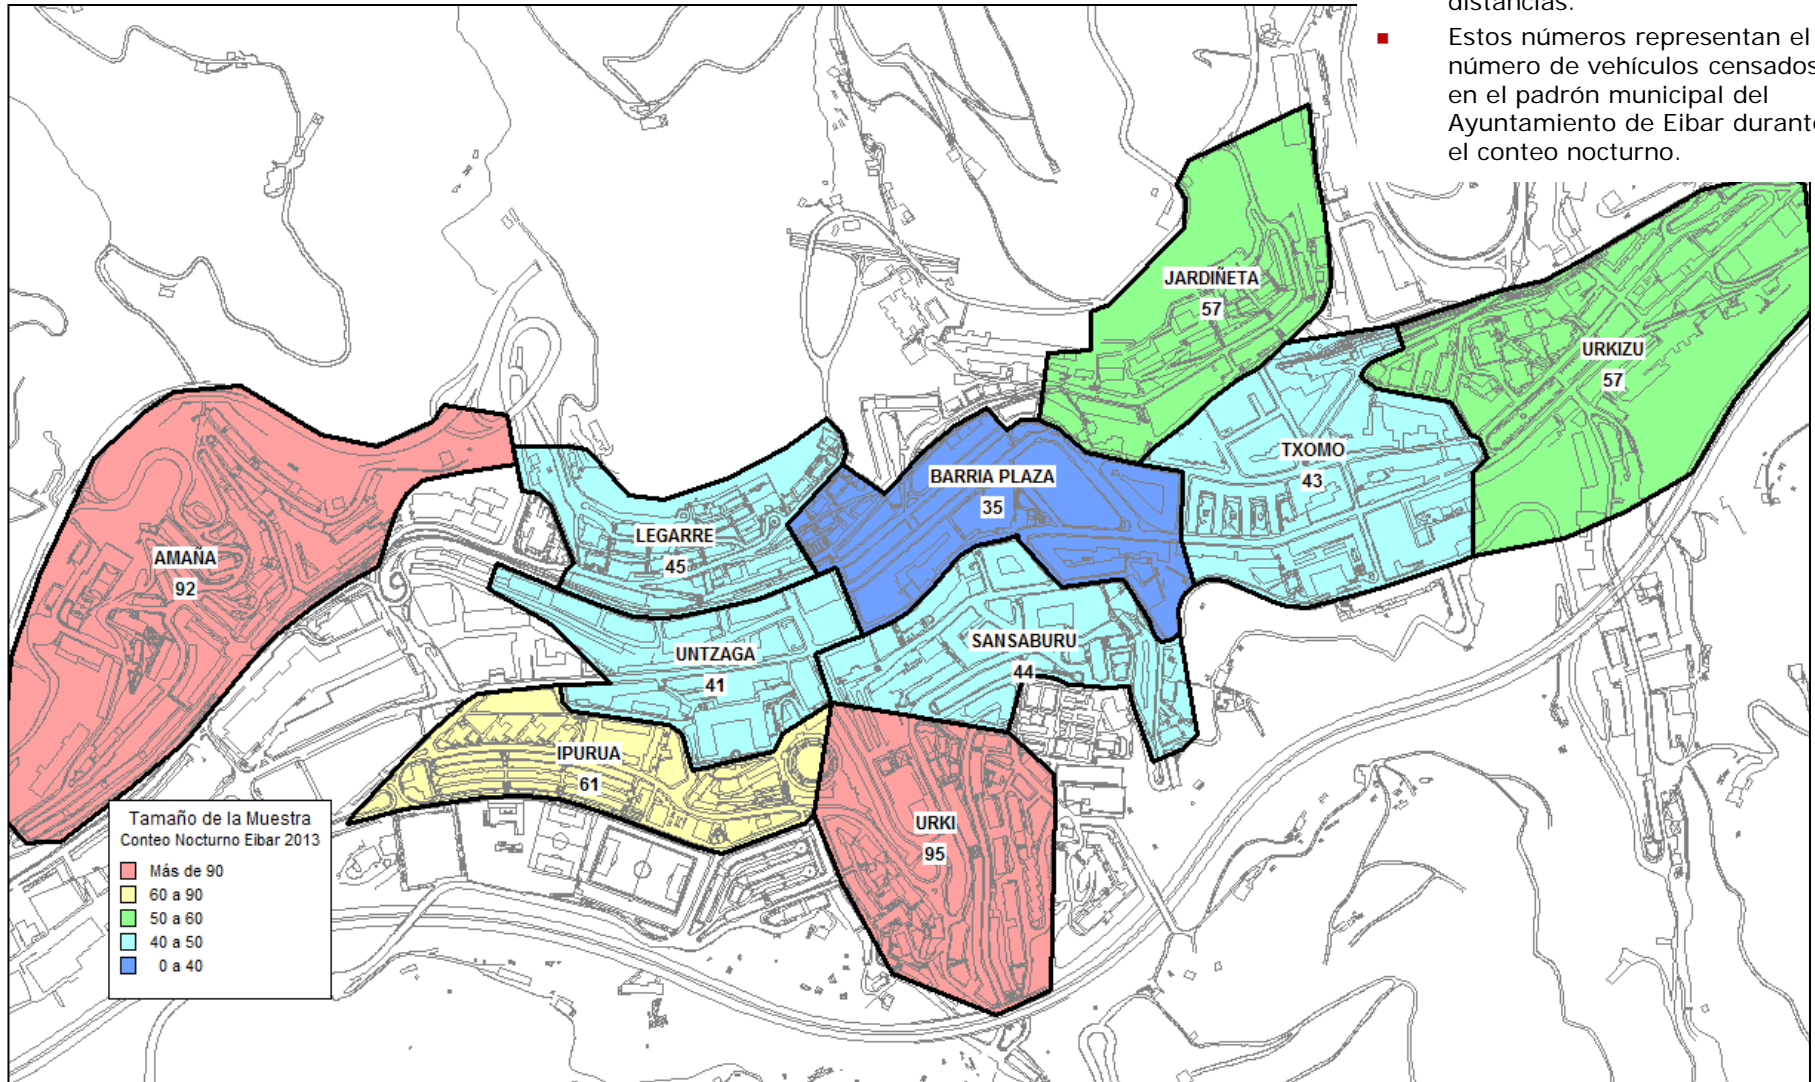 distancias.
▪ Estos números representan el
número de vehículos censados
en el padrón municipal del
Ayuntamiento de Eibar durante
el conteo nocturno.
JARDIÑETA
57
URKIZU
57
TXOMO
43
BARRIA PLAZA
35
LEGARRE
45
AMAÑA
92
SANSABURU
44
UNTZAGA
41
IPURUA
61
URKI
95
Tamaño de la Muestra
Conteo Nocturno Eibar 2013
Más de 90
60 a 90
50 a 60
40 a 50
0 a 40